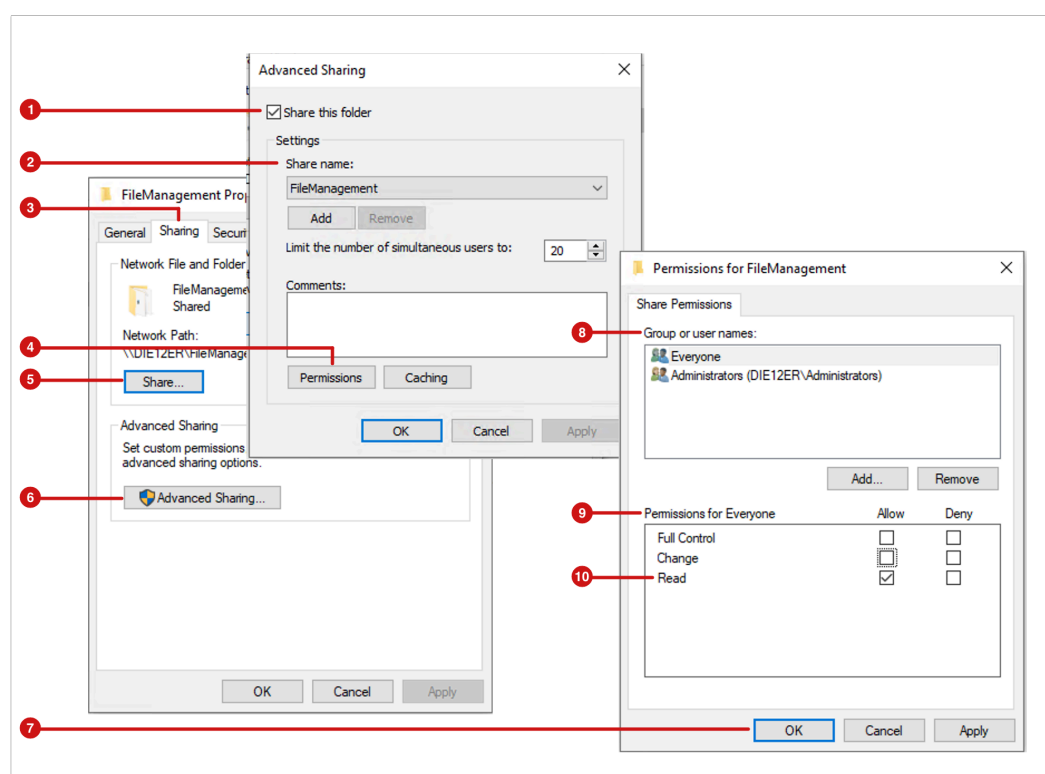 1
Advanced Sharing
Share this folder
Settings
2
Share name:
FileManagement
Add Remove
Limit the number of simultaneous users to: 20
Comments:
4
Permissions Caching
OK Cancel Apply
FileManagement Prop
3
General Sharing Securit
Network File and Folder
FileManageme
Shared
Network Path:
\\DIE12ER\FileManage
5
Share...
Advanced Sharing
Set custom permissions
advanced sharing options.
6
Advanced Sharing...
OK Cancel Apply
7
Permissions for FileManagement
Share Permissions
8
Group or user names:
Everyone
Administrators (DIE12ER\Administrators)
Add... Remove
9
Permissions for Everyone Allow Deny
Full Control
Change
10
Read
OK Cancel Apply